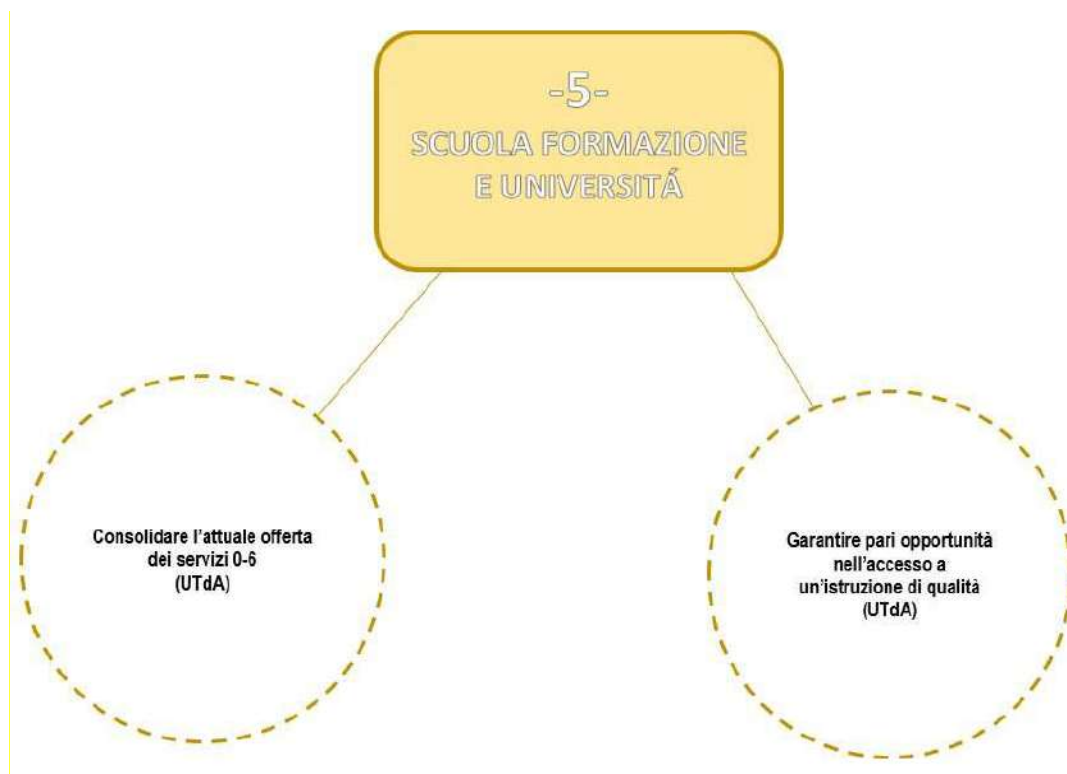 -5-
SCUOLA FORMAZIONE
E UNIVERSITÁ
Consolidare l'attuale offerta
dei servizi 0-6
(UTdA)
Garantire pari opportunità
nell'accesso a
un'istruzione di qualità
(UTdA)